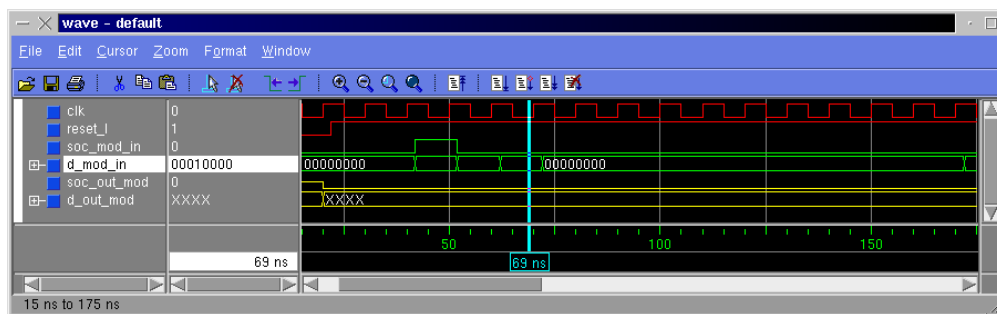 wave - default
File Edit Cursor Zoom Format Window
clk 0
reset_l 1
soc_mod_in 0
d_mod_in 00010000 00000000 00000000
soc_out_mod 0
d_out_mod XXXX XXXX
50 100 150
69 ns 69 ns
15 ns to 175 ns